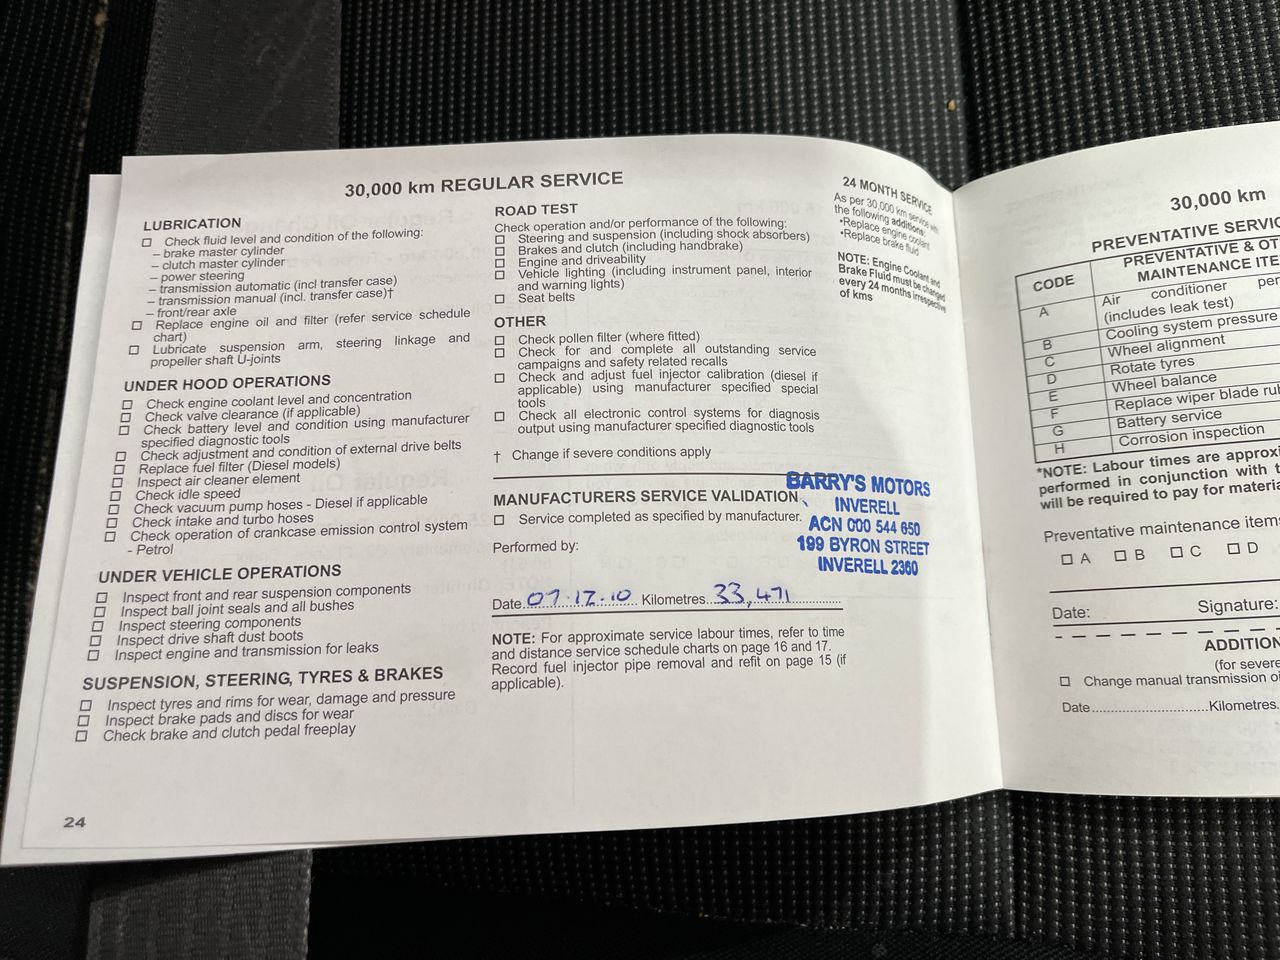 30,000 km REGULAR SERVICE
LUBRICATION
Check fluid level and condition of the following:
– brake master cylinder
– clutch master cylinder
– power steering
– transmission automatic (incl transfer case)
– transmission manual (incl. transfer case)†
– front/rear axle
Replace engine oil and filter (refer service schedule
chart)
Lubricate suspension arm, steering linkage and
propeller shaft U-joints
UNDER HOOD OPERATIONS
Check engine coolant level and concentration
Check valve clearance (if applicable)
Check battery level and condition using manufacturer
specified diagnostic tools
Check adjustment and condition of external drive belts
Replace fuel filter (Diesel models)
Inspect air cleaner element
Check idle speed
Check vacuum pump hoses - Diesel if applicable
Check intake and turbo hoses
Check operation of crankcase emission control system
- Petrol
UNDER VEHICLE OPERATIONS
Inspect front and rear suspension components
Inspect ball joint seals and all bushes
Inspect steering components
Inspect drive shaft dust boots
Inspect engine and transmission for leaks
SUSPENSION, STEERING, TYRES & BRAKES
Inspect tyres and rims for wear, damage and pressure
Inspect brake pads and discs for wear
Check brake and clutch pedal freeplay
24
ROAD TEST
Check operation and/or performance of the following:
Steering and suspension (including shock absorbers)
Brakes and clutch (including handbrake)
Engine and driveability
Vehicle lighting (including instrument panel, interior
and warning lights)
Seat belts
OTHER
Check pollen filter (where fitted)
Check for and complete all outstanding service
campaigns and safety related recalls
Check and adjust fuel injector calibration (diesel if
applicable) using manufacturer specified special
tools
Check all electronic control systems for diagnosis
output using manufacturer specified diagnostic tools
† Change if severe conditions apply
MANUFACTURERS SERVICE VALIDATION
Service completed as specified by manufacturer.
Performed by:
BARRY'S MOTORS
INVERELL
ACN 000 544 650
199 BYRON STREET
INVERELL 2360
Date 07.12.10 Kilometres 33,471
NOTE: For approximate service labour times, refer to time
and distance service schedule charts on page 16 and 17.
Record fuel injector pipe removal and refit on page 15 (if
applicable).
24 MONTH SERVICE
As per 30,000 km service with
the following additions:
•Replace engine coolant
•Replace brake fluid
NOTE: Engine Coolant and
Brake Fluid must be changed
every 24 months irrespective
of kms
30,000 km
PREVENTATIVE SERVIC
CODE
PREVENTATIVE & OT
MAINTENANCE ITE
A Air conditioner per
(includes leak test)
B Cooling system pressure
C Wheel alignment
D Rotate tyres
E Wheel balance
F Replace wiper blade rub
G Battery service
H Corrosion inspection
*NOTE: Labour times are approxi
performed in conjunction with t
will be required to pay for materia
Preventative maintenance item
A B C D
Date: Signature:
ADDITION
(for severe
Change manual transmission oi
Date Kilometres